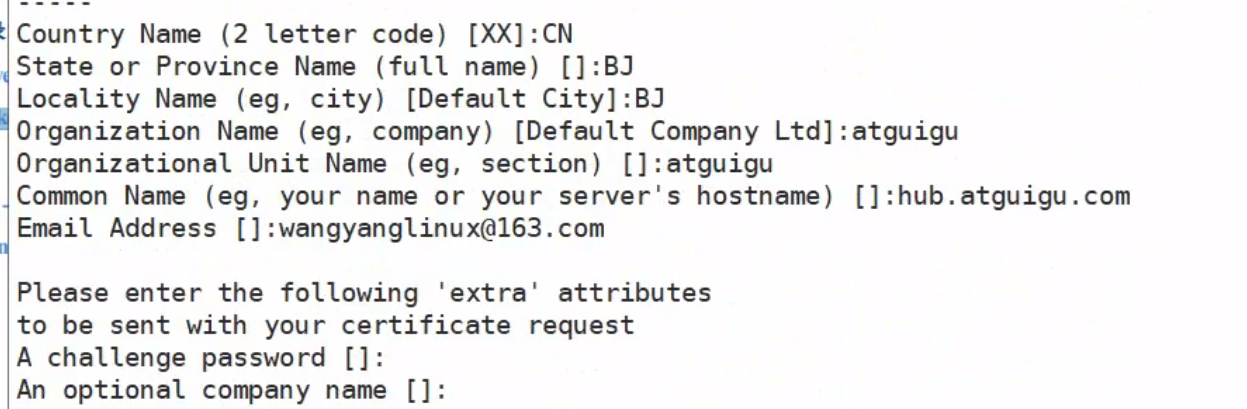 -----
Country Name (2 letter code) [XX]:CN
State or Province Name (full name) []:BJ
Locality Name (eg, city) [Default City]:BJ
Organization Name (eg, company) [Default Company Ltd]:atguigu
Organizational Unit Name (eg, section) []:atguigu
Common Name (eg, your name or your server's hostname) []:hub.atguigu.com
Email Address []:wangyanglinux@163.com
Please enter the following 'extra' attributes
to be sent with your certificate request
A challenge password []:
An optional company name []: